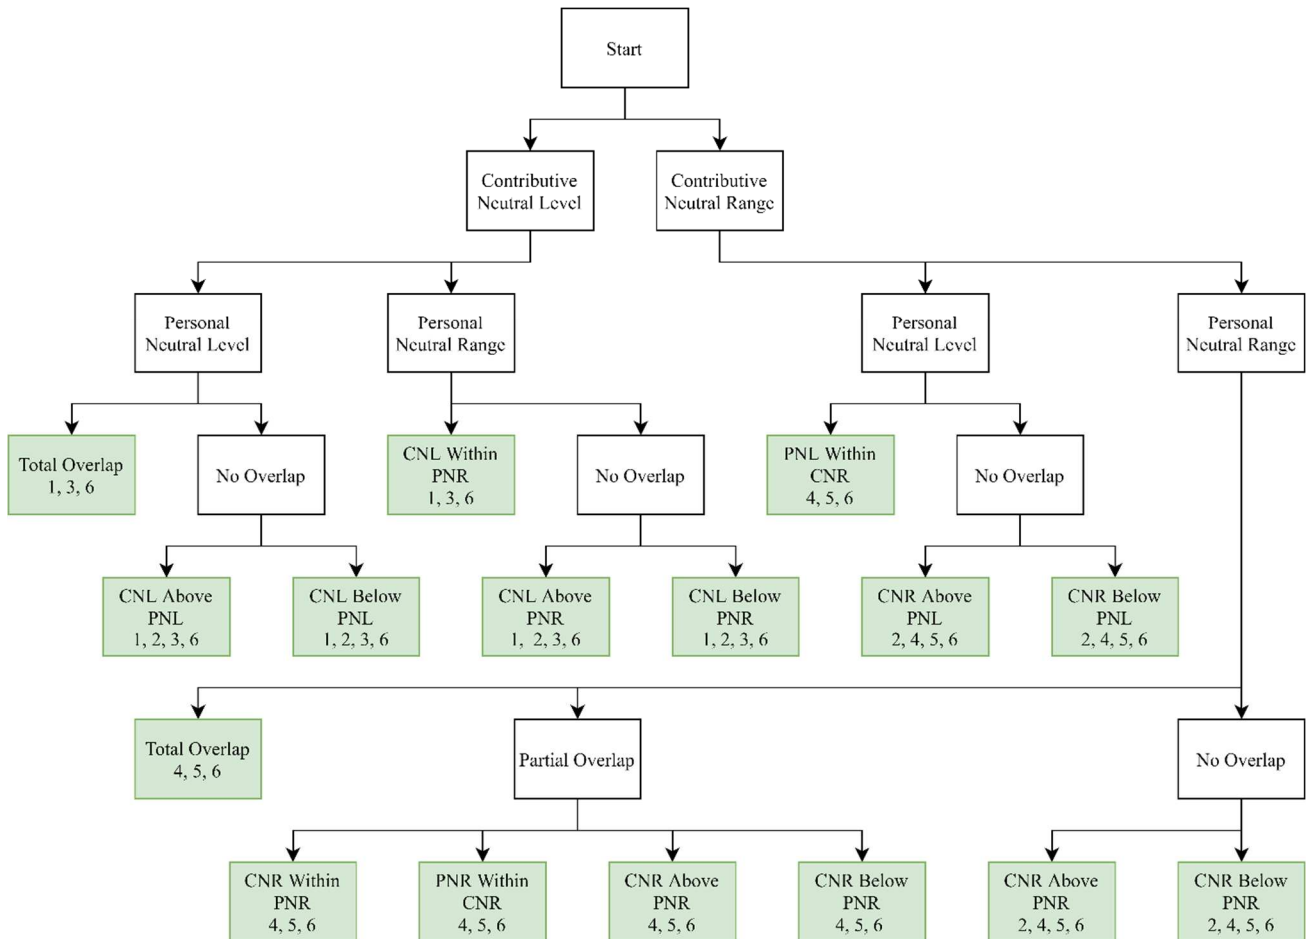 Start
Contributive
Neutral Level
Contributive
Neutral Range
Personal
Neutral Level
Personal
Neutral Range
Personal
Neutral Level
Personal
Neutral Range
Total Overlap
1, 3, 6
No Overlap
CNL Within
PNR
1, 3, 6
No Overlap
PNL Within
CNR
4, 5, 6
No Overlap
CNL Above
PNL
1, 2, 3, 6
CNL Below
PNL
1, 2, 3, 6
CNL Above
PNR
1, 2, 3, 6
CNL Below
PNR
1, 2, 3, 6
CNR Above
PNL
2, 4, 5, 6
CNR Below
PNL
2, 4, 5, 6
Total Overlap
4, 5, 6
Partial Overlap
No Overlap
CNR Within
PNR
4, 5, 6
PNR Within
CNR
4, 5, 6
CNR Above
PNR
4, 5, 6
CNR Below
PNR
4, 5, 6
CNR Above
PNR
2, 4, 5, 6
CNR Below
PNR
2, 4, 5, 6